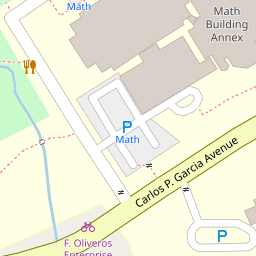 Math
Math
Building
Annex
P
Math
Carlos P. Garcia Avenue
P
F. Oliveros
Enterprise